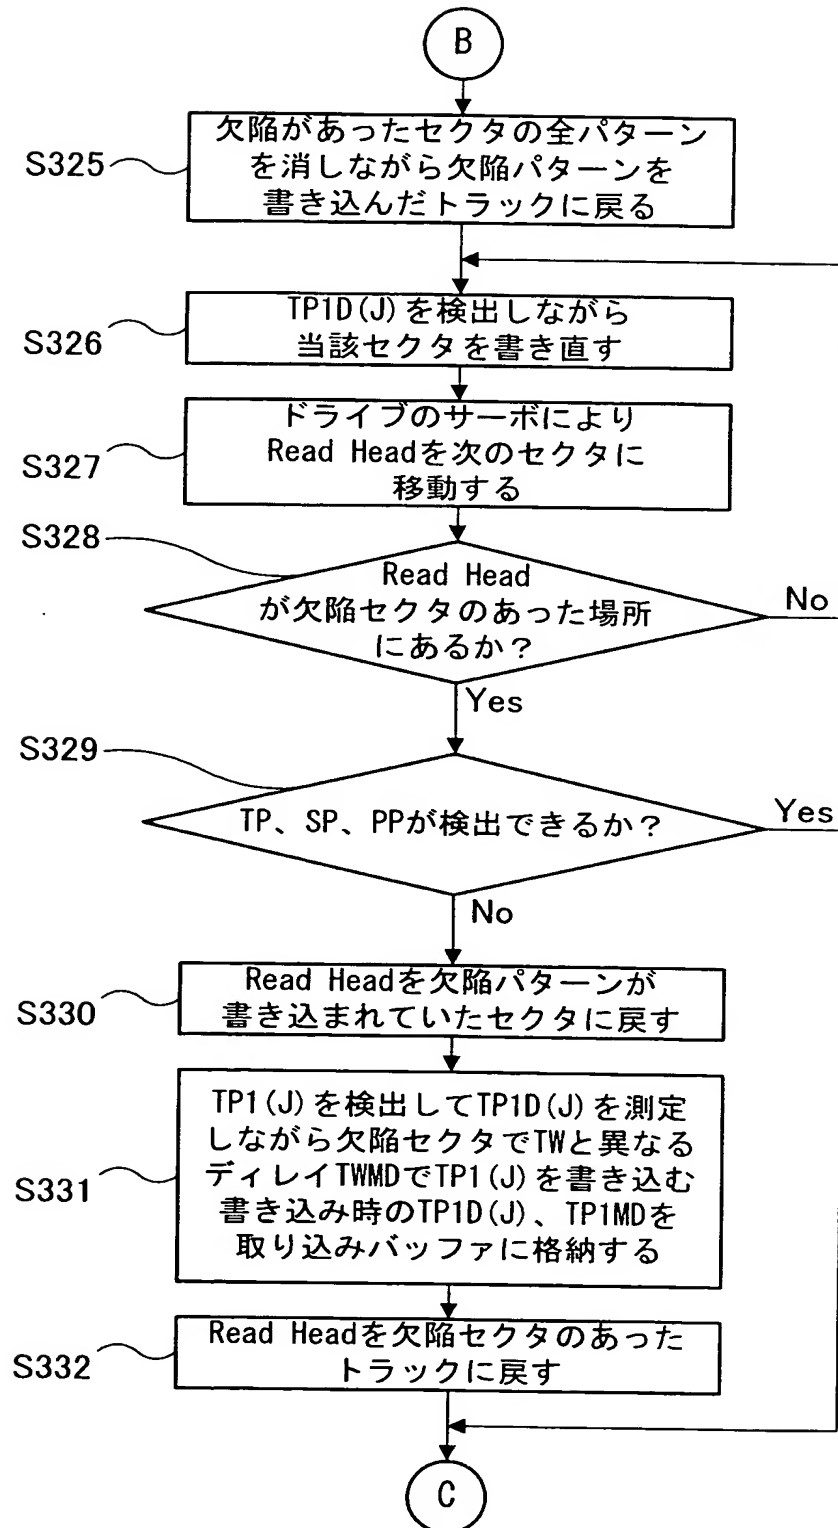 B
S325
欠陥があったセクタの全パターン
を消しながら欠陥パターンを
書き込んだトラックに戻る
S326
TP1D(J)を検出しながら
当該セクタを書き直す
S327
ドライブのサーボにより
Read Headを次のセクタに
移動する
S328
Read Head
が欠陥セクタのあった場所
にあるか？
No
Yes
S329
TP、SP、PPが検出できるか？
Yes
No
S330
Read Headを欠陥パターンが
書き込まれていたセクタに戻す
S331
TP1(J)を検出してTP1D(J)を測定
しながら欠陥セクタでTWと異なる
ディレイTWMDでTP1(J)を書き込む
書き込み時のTP1D(J)、TP1MDを
取り込みバッファに格納する
S332
Read Headを欠陥セクタのあった
トラックに戻す
C